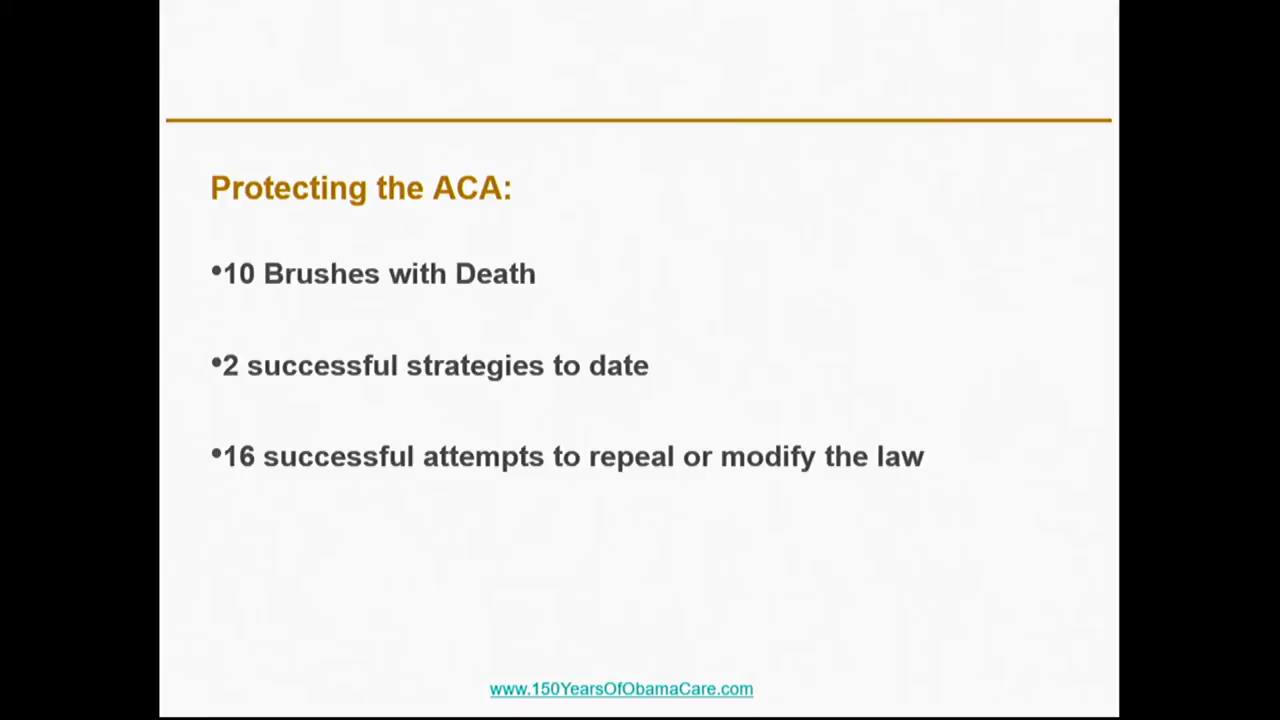 Protecting the ACA:
•10 Brushes with Death
•2 successful strategies to date
•16 successful attempts to repeal or modify the law
www.150YearsOfObamaCare.com